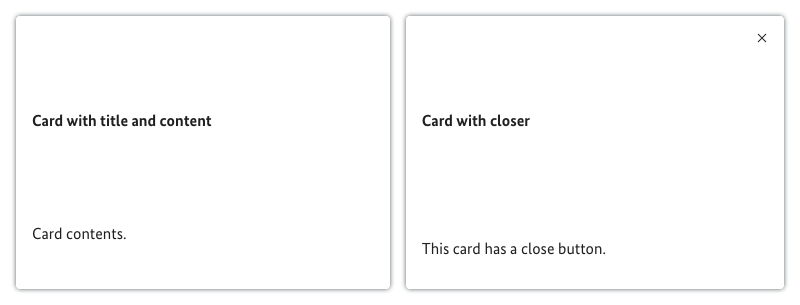 Card with title and content
Card contents.
Card with closer
This card has a close button.